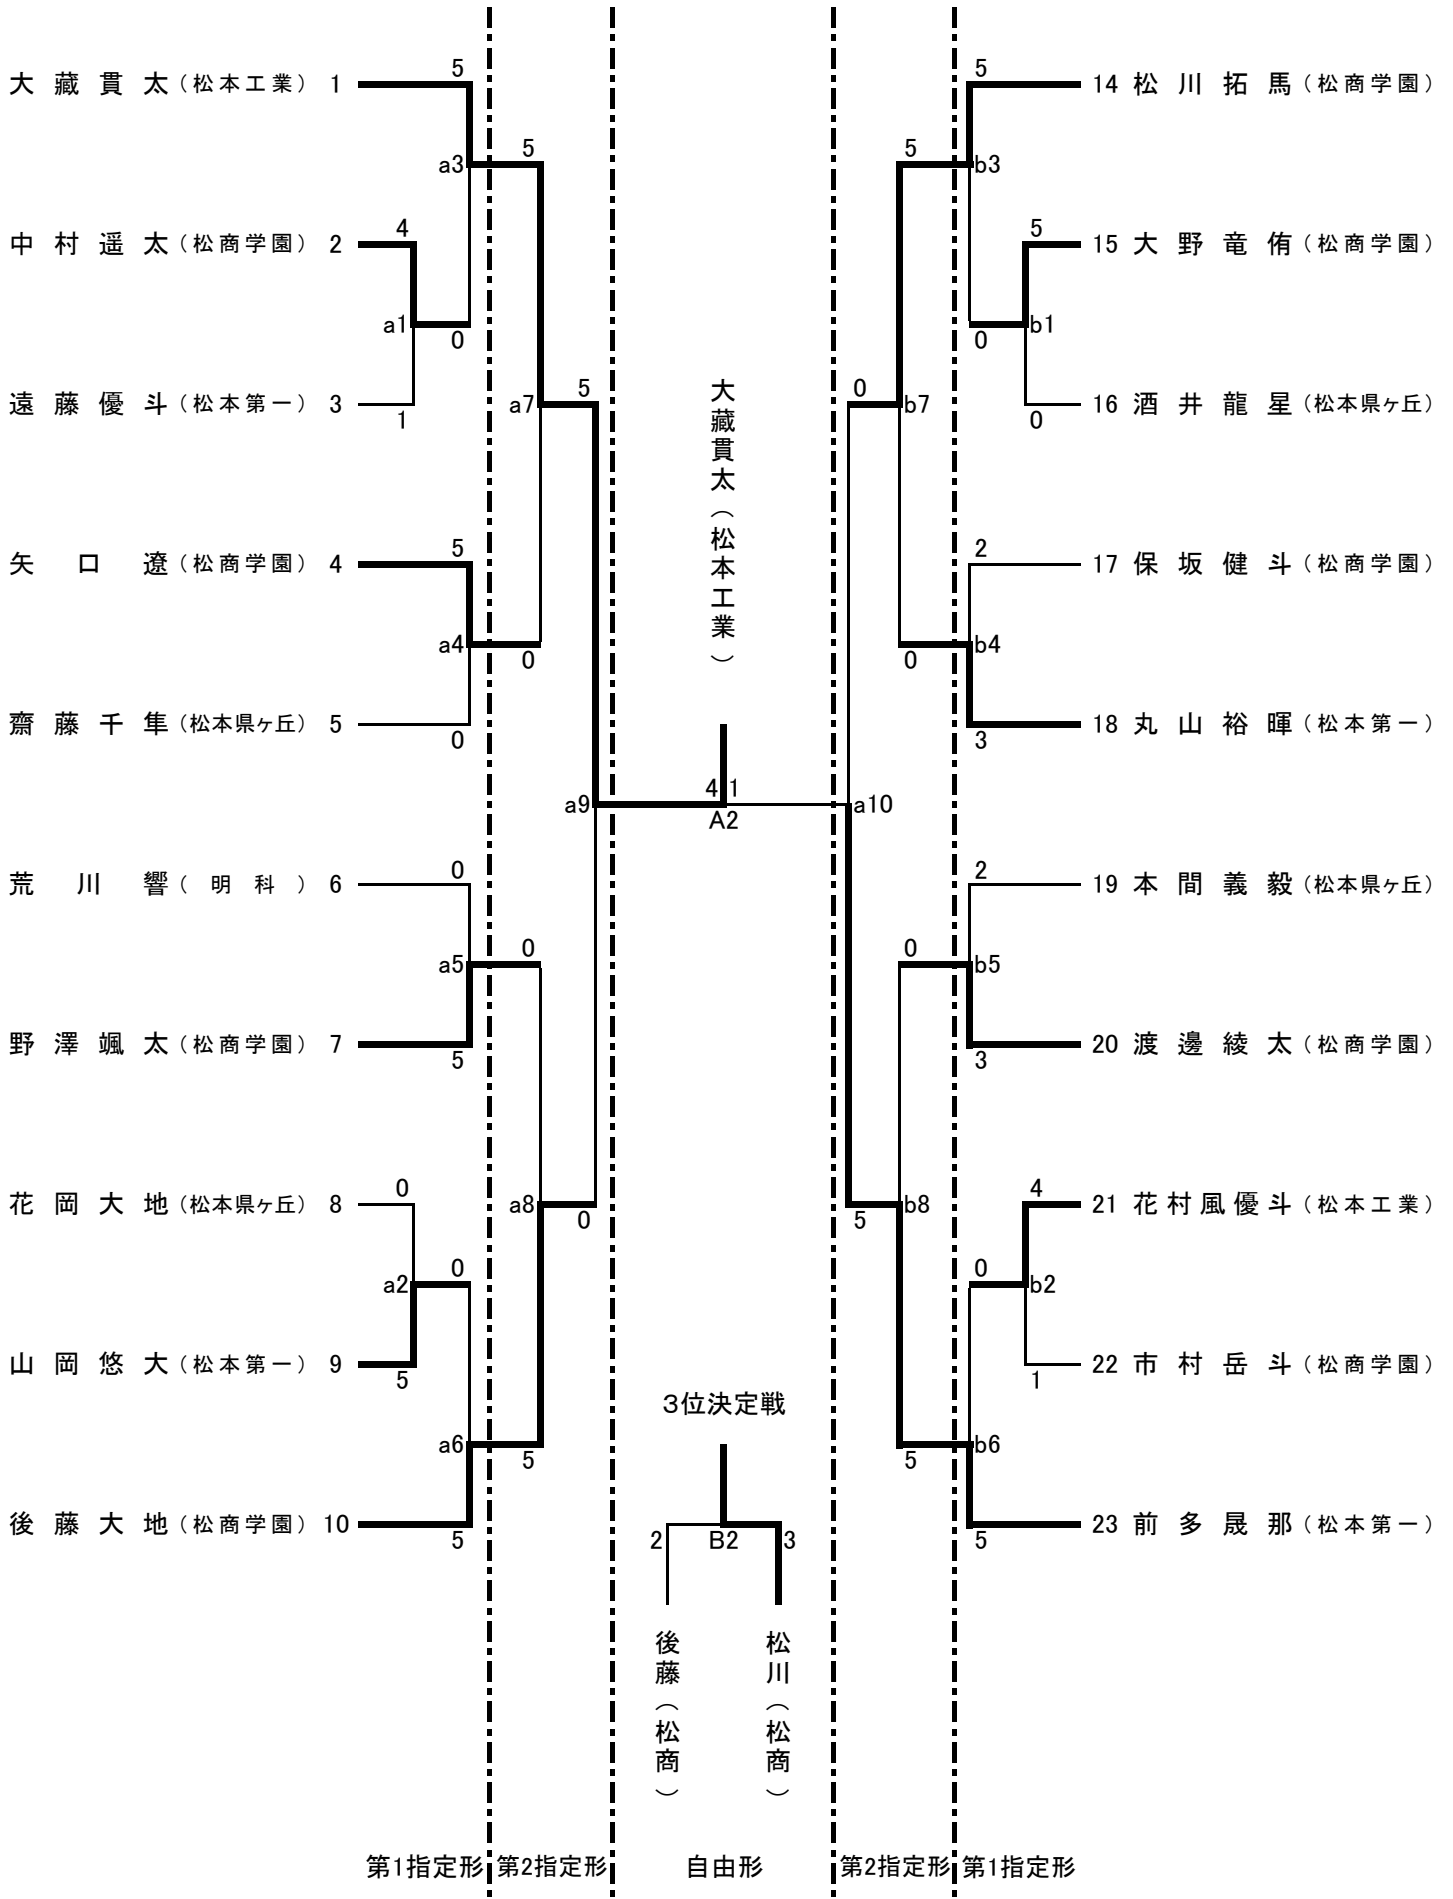 大藏貫太（松本工業） 1
中村遥太（松商学園） 2
遠藤優斗（松本第一） 3
矢口遼（松商学園） 4
齋藤千隼（松本県ヶ丘） 5
荒川響（明科） 6
野澤颯太（松商学園） 7
花岡大地（松本県ヶ丘） 8
山岡悠大（松本第一） 9
後藤大地（松商学園） 10
5
a3
4
a1
0
1
5
a4
0
0
a5
5
0
a2
0
5
a6
5
5
a7
0
0
a8
5
5
a9
0
大藏貫太（松本工業）
4 1
A2
3位決定戦
2 B2 3
後藤（松商）
松川（松商）
0
a10
5
5
b7
0
0
b8
5
5
b3
5
b1
0
0
2
b4
3
2
b5
3
4
0
b2
1
b6
5
14 松川拓馬（松商学園）
15 大野竜侑（松商学園）
16 酒井龍星（松本県ヶ丘）
17 保坂健斗（松商学園）
18 丸山裕暉（松本第一）
19 本間義毅（松本県ヶ丘）
20 渡邊綾太（松商学園）
21 花村風優斗（松本工業）
22 市村岳斗（松商学園）
23 前多晟那（松本第一）
第1指定形 第2指定形 自由形 第2指定形 第1指定形